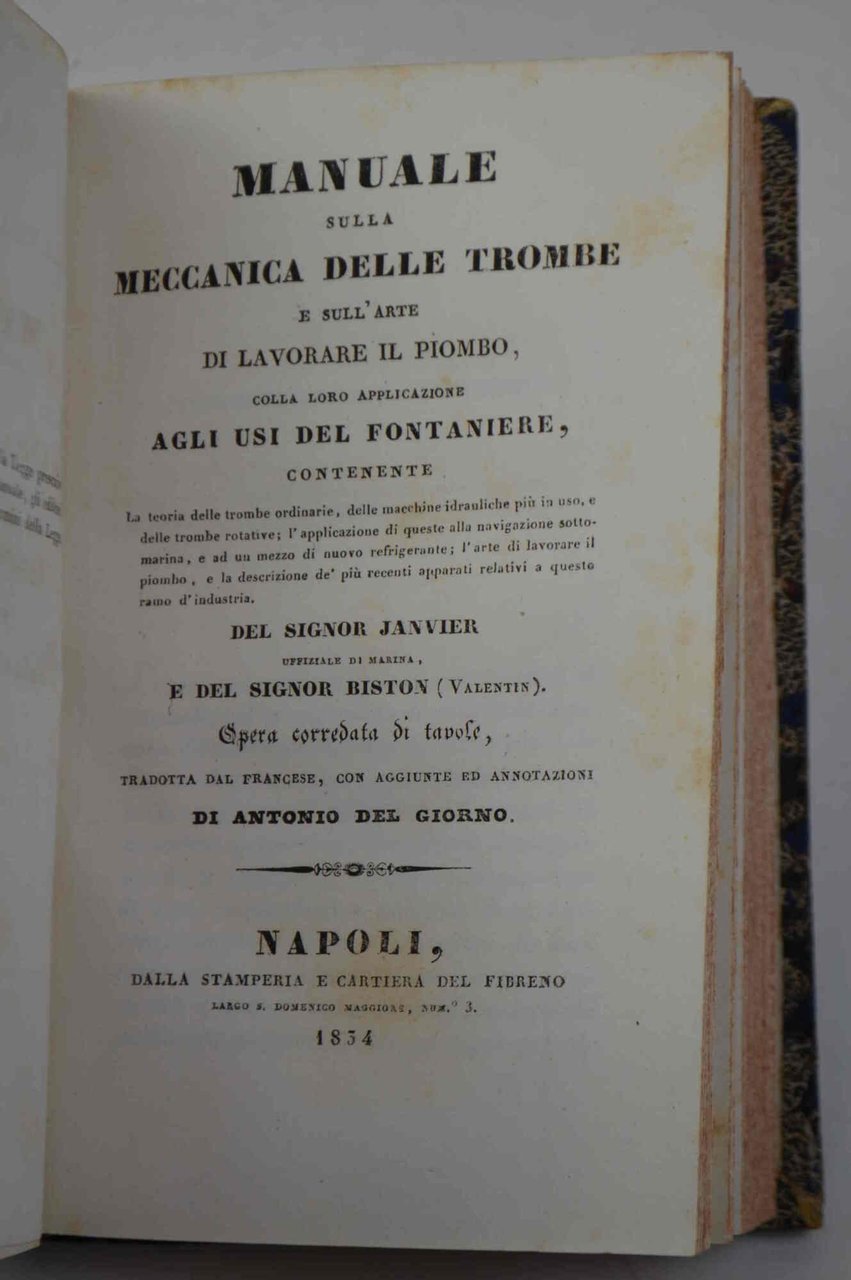 MANUALE
SULLA
MECCANICA DELLE TROMBE
E SULL'ARTE
DI LAVORARE IL PIOMBO,
COLLA LORO APPLICAZIONE
AGLI USI DEL FONTANIERE,
CONTENENTE
La teoria delle trombe ordinarie, delle macchine idrauliche più in uso, e
delle trombe rotative; l'applicazione di queste alla navigazione sotto-
marina, e ad un mezzo di nuovo refrigerante; l'arte di lavorare il
piombo, e la descrizione de' più recenti apparati relativi a questo
ramo d'industria.
DEL SIGNOR JANVIER
UFFIZIALE DI MARINA,
E DEL SIGNOR BISTON (VALENTIN).
Opera corredata di tavole,
TRADOTTA DAL FRANCESE, CON AGGIUNTE ED ANNOTAZIONI
DI ANTONIO DEL GIORNO.
NAPOLI,
DALLA STAMPERIA E CARTIERA DEL FIBRENO
LARGO S. DOMENICO MAGGIORE, NUM.º 3.
1834